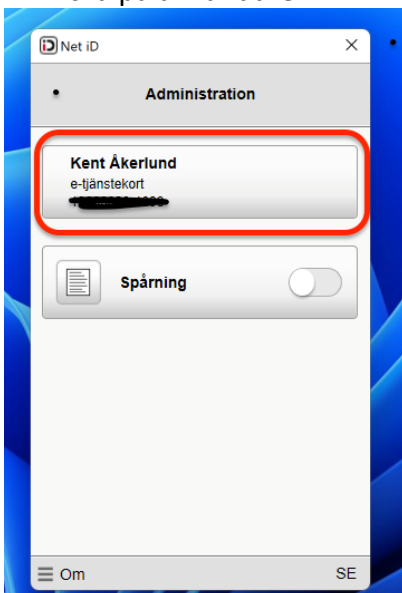 Net iD
Administration
Kent Åkerlund
e-tjänstekort
Spårning
Om
SE